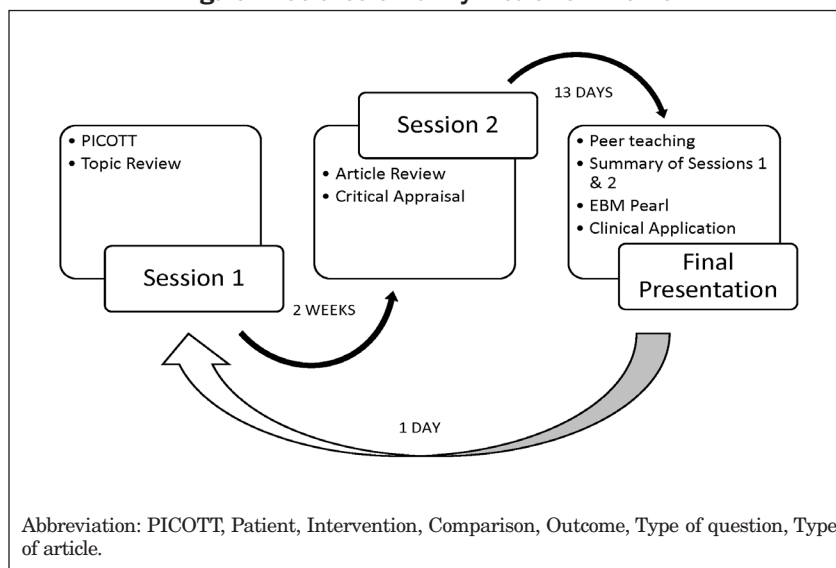 • PICOTT
• Topic Review
Session 1
2 WEEKS
Session 2
• Article Review
• Critical Appraisal
13 DAYS
• Peer teaching
• Summary of Sessions 1
& 2
• EBM Pearl
• Clinical Application
Final
Presentation
1 DAY
Abbreviation: PICOTT, Patient, Intervention, Comparison, Outcome, Type of question, Type
of article.